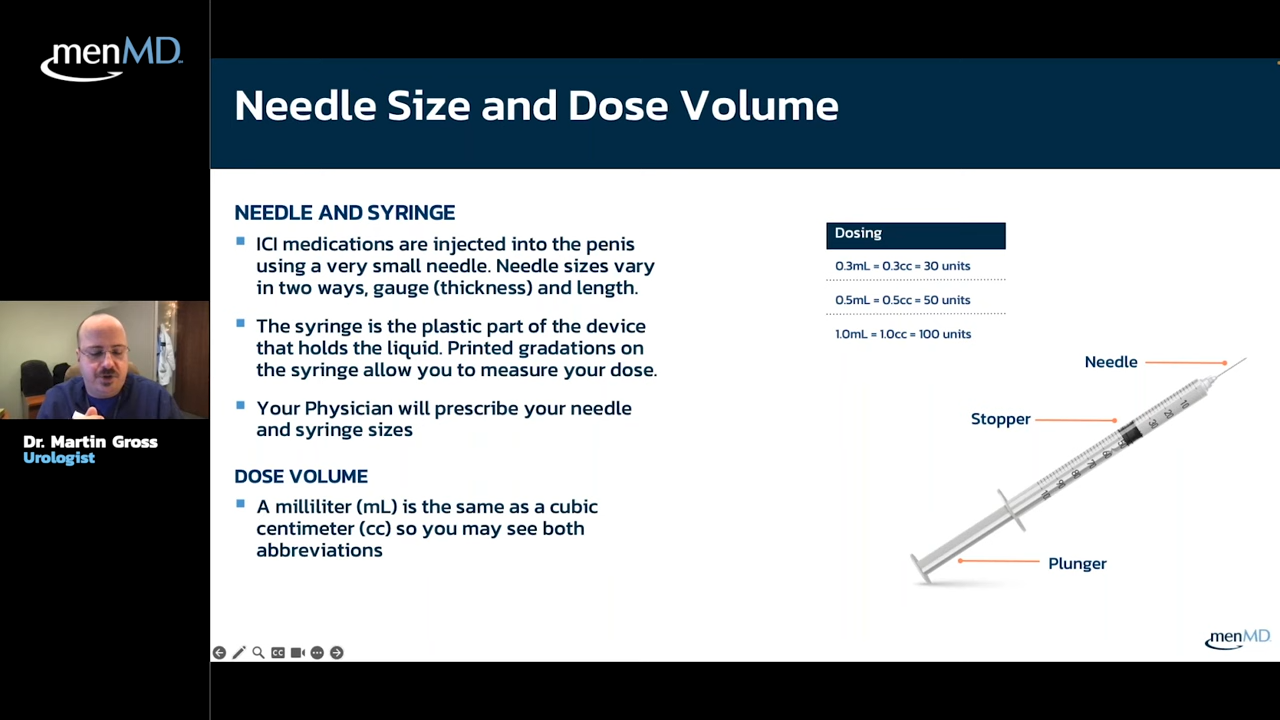 menMD
Needle Size and Dose Volume
NEEDLE AND SYRINGE
ICI medications are injected into the penis
using a very small needle. Needle sizes vary
in two ways, gauge (thickness) and length.
The syringe is the plastic part of the device
that holds the liquid. Printed gradations on
the syringe allow you to measure your dose.
Your Physician will prescribe your needle
and syringe sizes
DOSE VOLUME
A milliliter (mL) is the same as a cubic
centimeter (cc) so you may see both
abbreviations
Dosing
0.3mL = 0.3cc = 30 units
0.5mL = 0.5cc = 50 units
1.0mL = 1.0cc = 100 units
Needle
Stopper
Plunger
10
20
30
Dr. Martin Gross
Urologist
CC
menMD